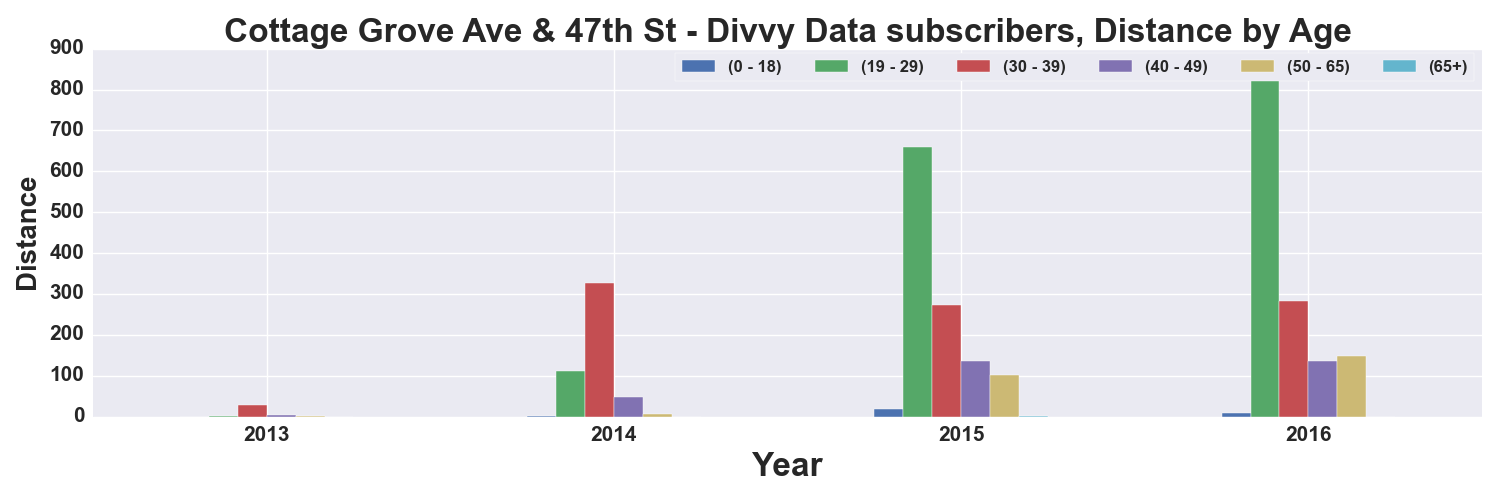 Cottage Grove Ave & 47th St - Divvy Data subscribers, Distance by Age
900
(0 - 18) (19 - 29) (30 - 39) (40 - 49) (50 - 65) (65+)
800
700
600
500
400
300
200
100
0
Distance
2013 2014 2015 2016
Year